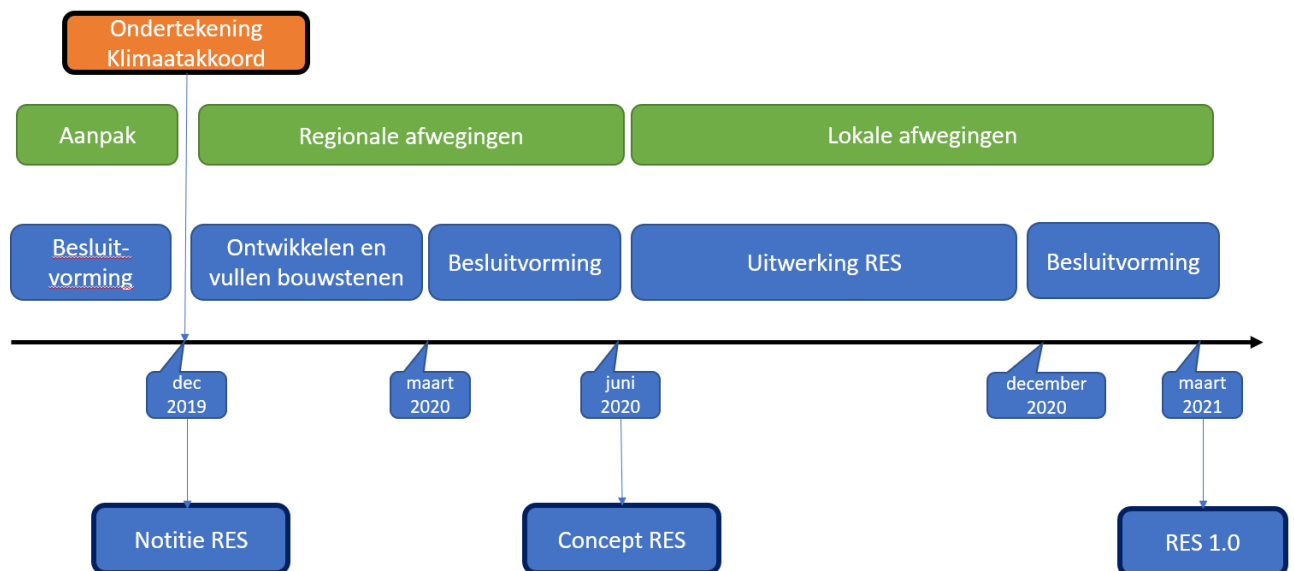 Ondertekening
Klimaatakkoord
Aanpak
Regionale afwegingen
Lokale afwegingen
Besluit-
vorming
Ontwikkelen en
vullen bouwstenen
Besluitvorming
Uitwerking RES
Besluitvorming
dec
2019
maart
2020
juni
2020
december
2020
maart
2021
Notitie RES
Concept RES
RES 1.0